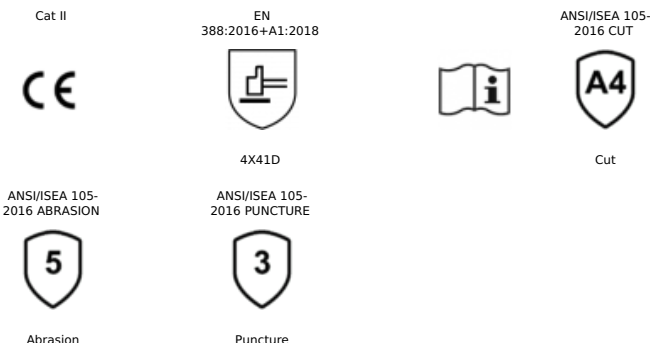 Cat II
EN
388:2016+A1:2018
ANSI/ISEA 105-
2016 CUT
CE
i
A4
4X41D
Cut
ANSI/ISEA 105-
2016 ABRASION
ANSI/ISEA 105-
2016 PUNCTURE
5
3
Abrasion
Puncture